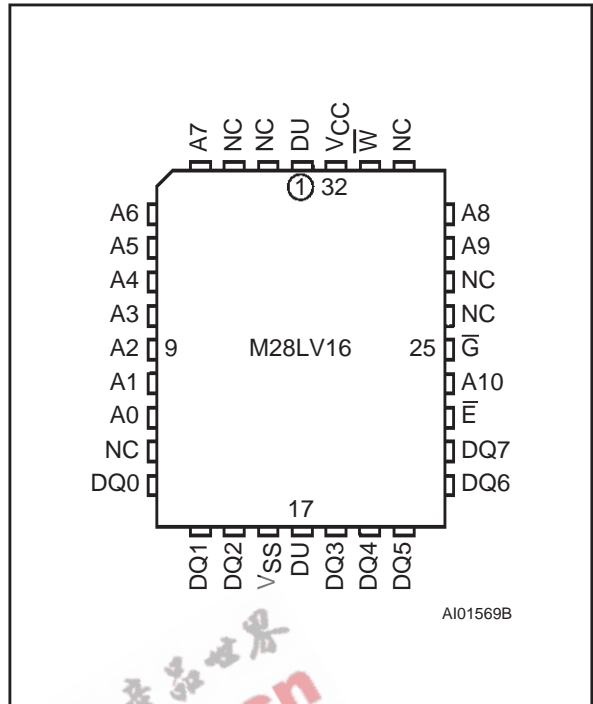 A7 NC NC DU VCC W̅ NC
1 32
A6 A8
A5 A9
A4 NC
A3 NC
A2 9 M28LV16 25 G̅
A1 A10
A0 E̅
NC DQ7
DQ0 DQ6
17
DQ1 DQ2 VSS DU DQ3 DQ4 DQ5
AI01569B